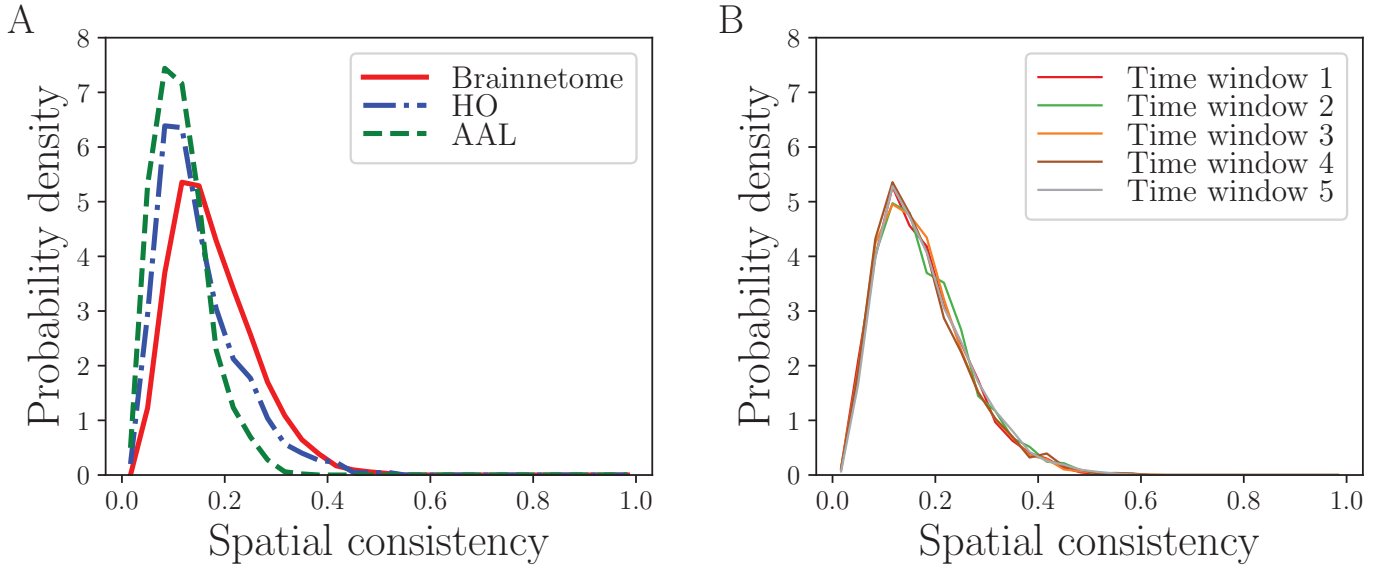 A
Probability density
8
7
6
5
4
3
2
1
0
0.0 0.2 0.4 0.6 0.8 1.0
Spatial consistency
Brainnetome
HO
AAL
B
Probability density
8
7
6
5
4
3
2
1
0
0.0 0.2 0.4 0.6 0.8 1.0
Spatial consistency
Time window 1
Time window 2
Time window 3
Time window 4
Time window 5